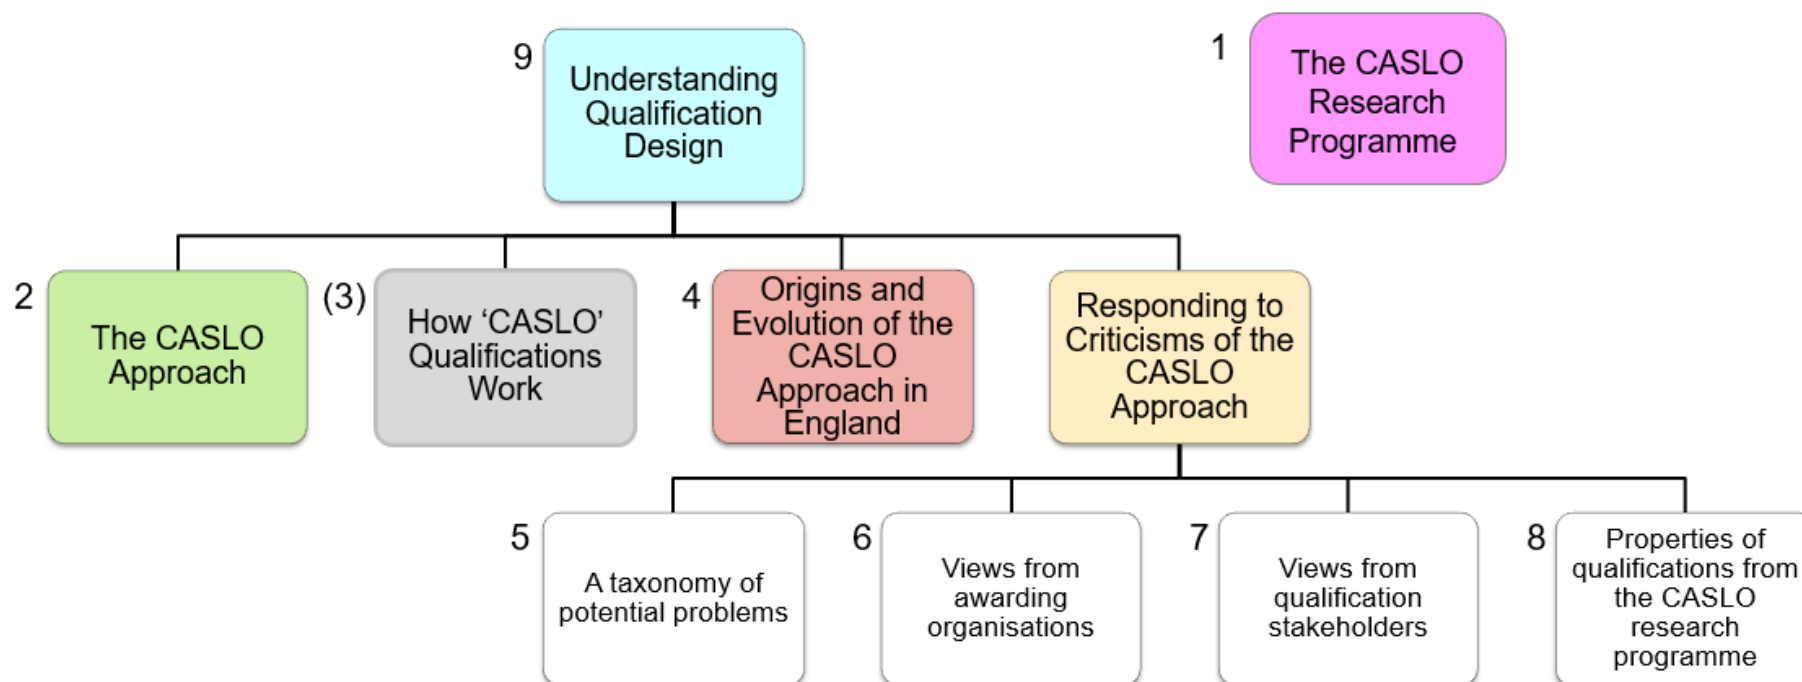 9
Understanding
Qualification
Design
1
The CASLO
Research
Programme
2
The CASLO
Approach
(3)
How ‘CASLO’
Qualifications
Work
4
Origins and
Evolution of the
CASLO
Approach in
England
Responding to
Criticisms of the
CASLO
Approach
5
A taxonomy of
potential problems
6
Views from
awarding
organisations
7
Views from
qualification
stakeholders
8
Properties of
qualifications from
the CASLO
research
programme